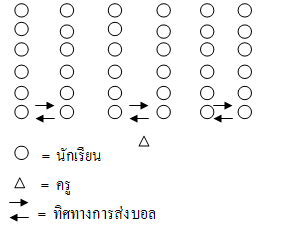 = นักเรียน
= ครู
= ทิศทางการส่งบอล